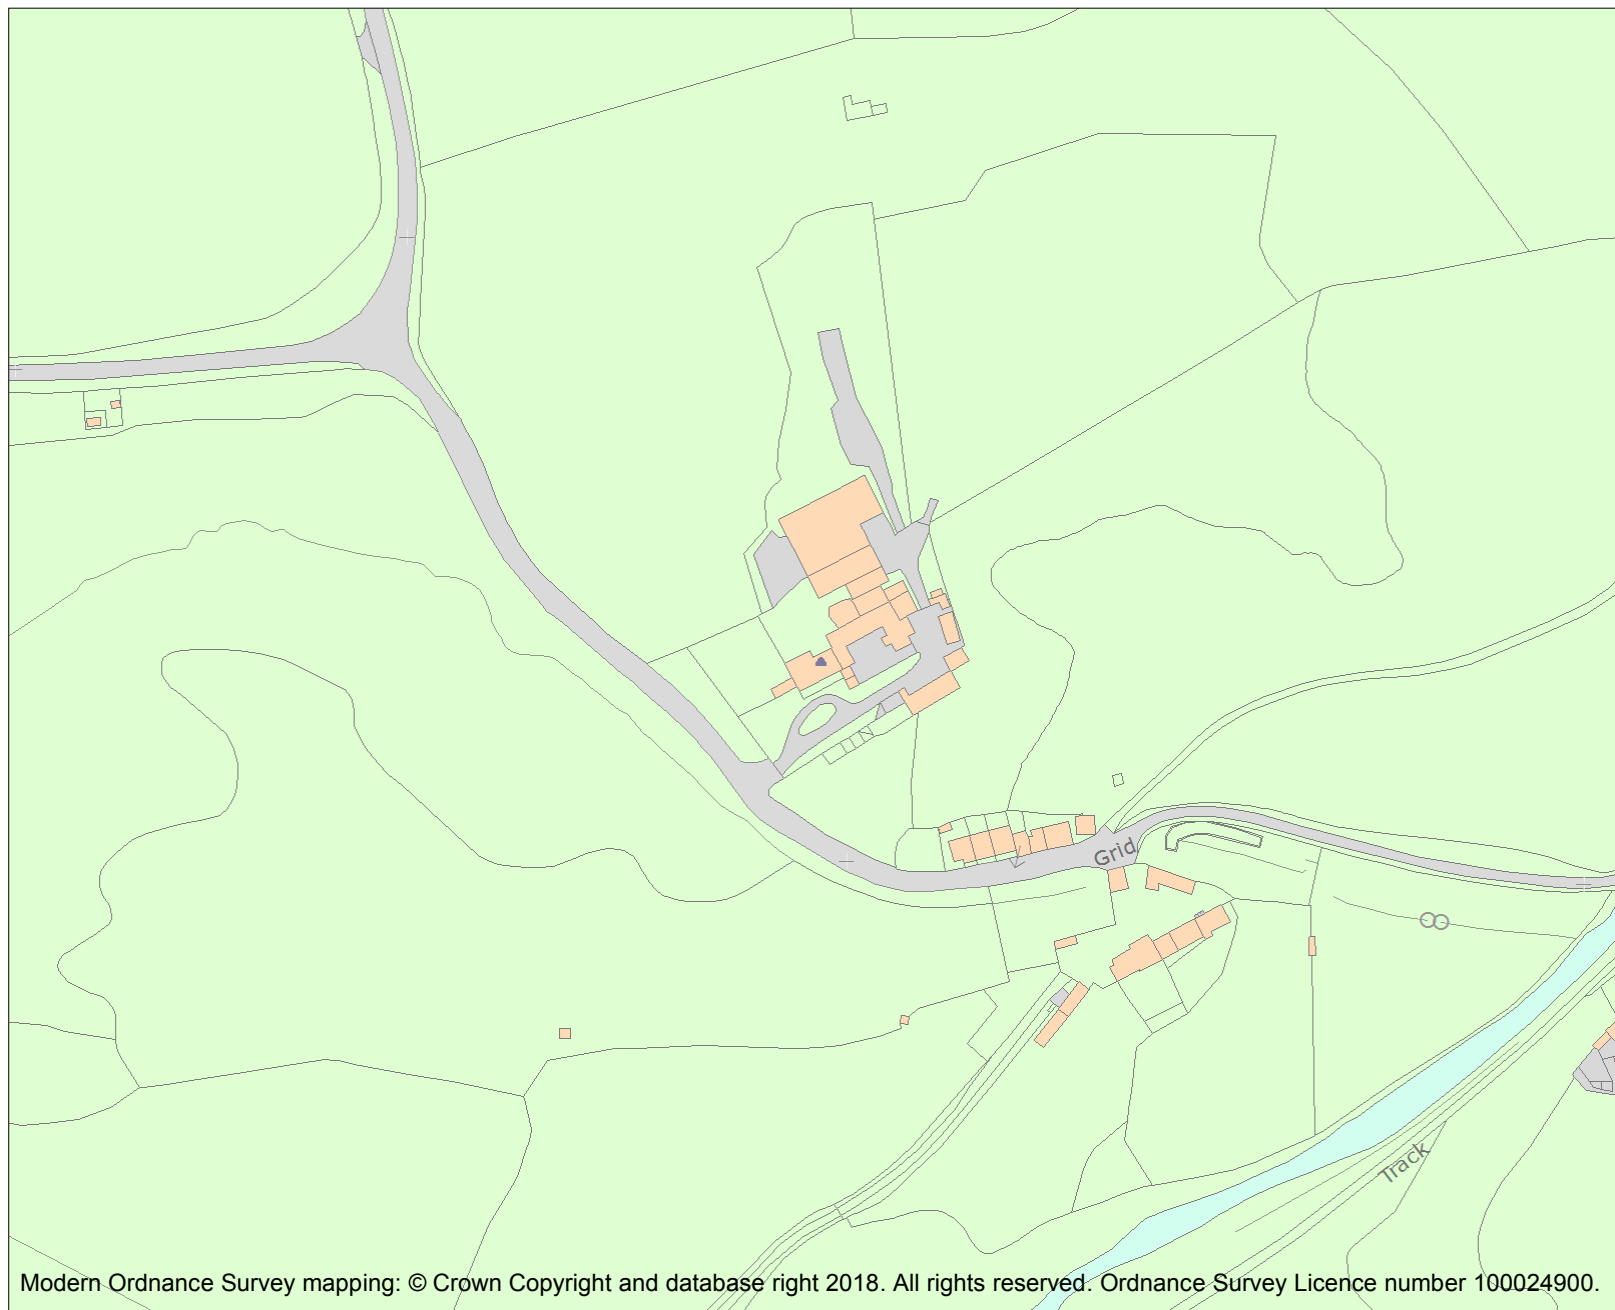 Grid
Track
Modern Ordnance Survey mapping: © Crown Copyright and database right 2018. All rights reserved. Ordnance Survey Licence number 100024900.